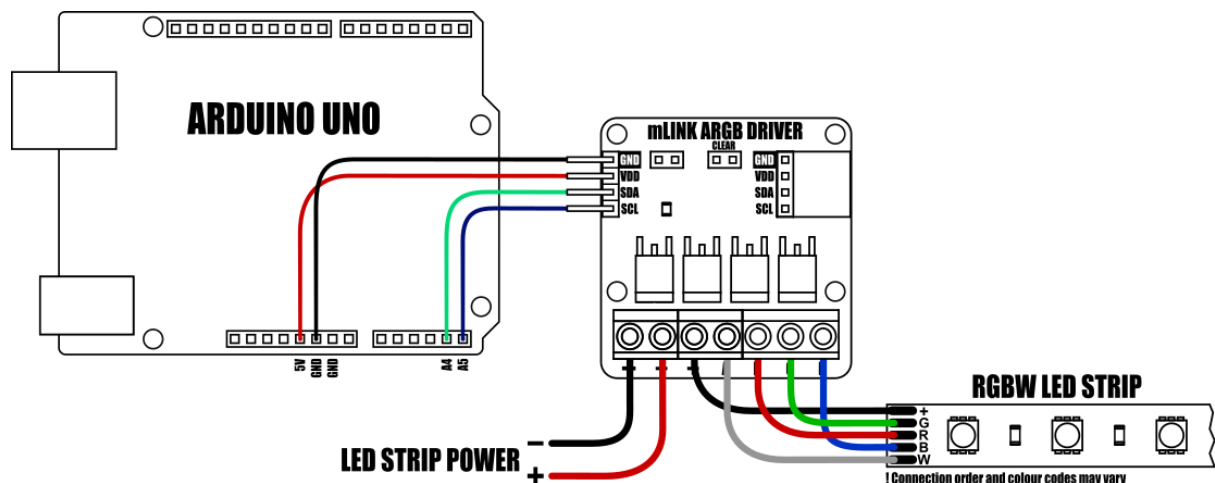 ARDUINO UNO
5V
GND
GND
A4
A5
mLINK ARGB DRIVER
CLEAR
GND
VDD
SDA
SCL
GND
VDD
SDA
SCL
LED STRIP POWER
−
+
RGBW LED STRIP
+
G
R
B
W
! Connection order and colour codes may vary